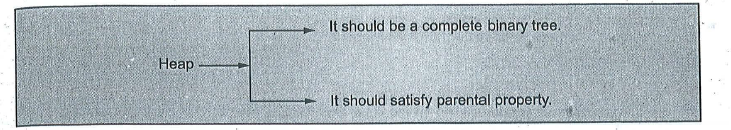 It should be a complete binary tree.
Heap
It should satisfy parental property.